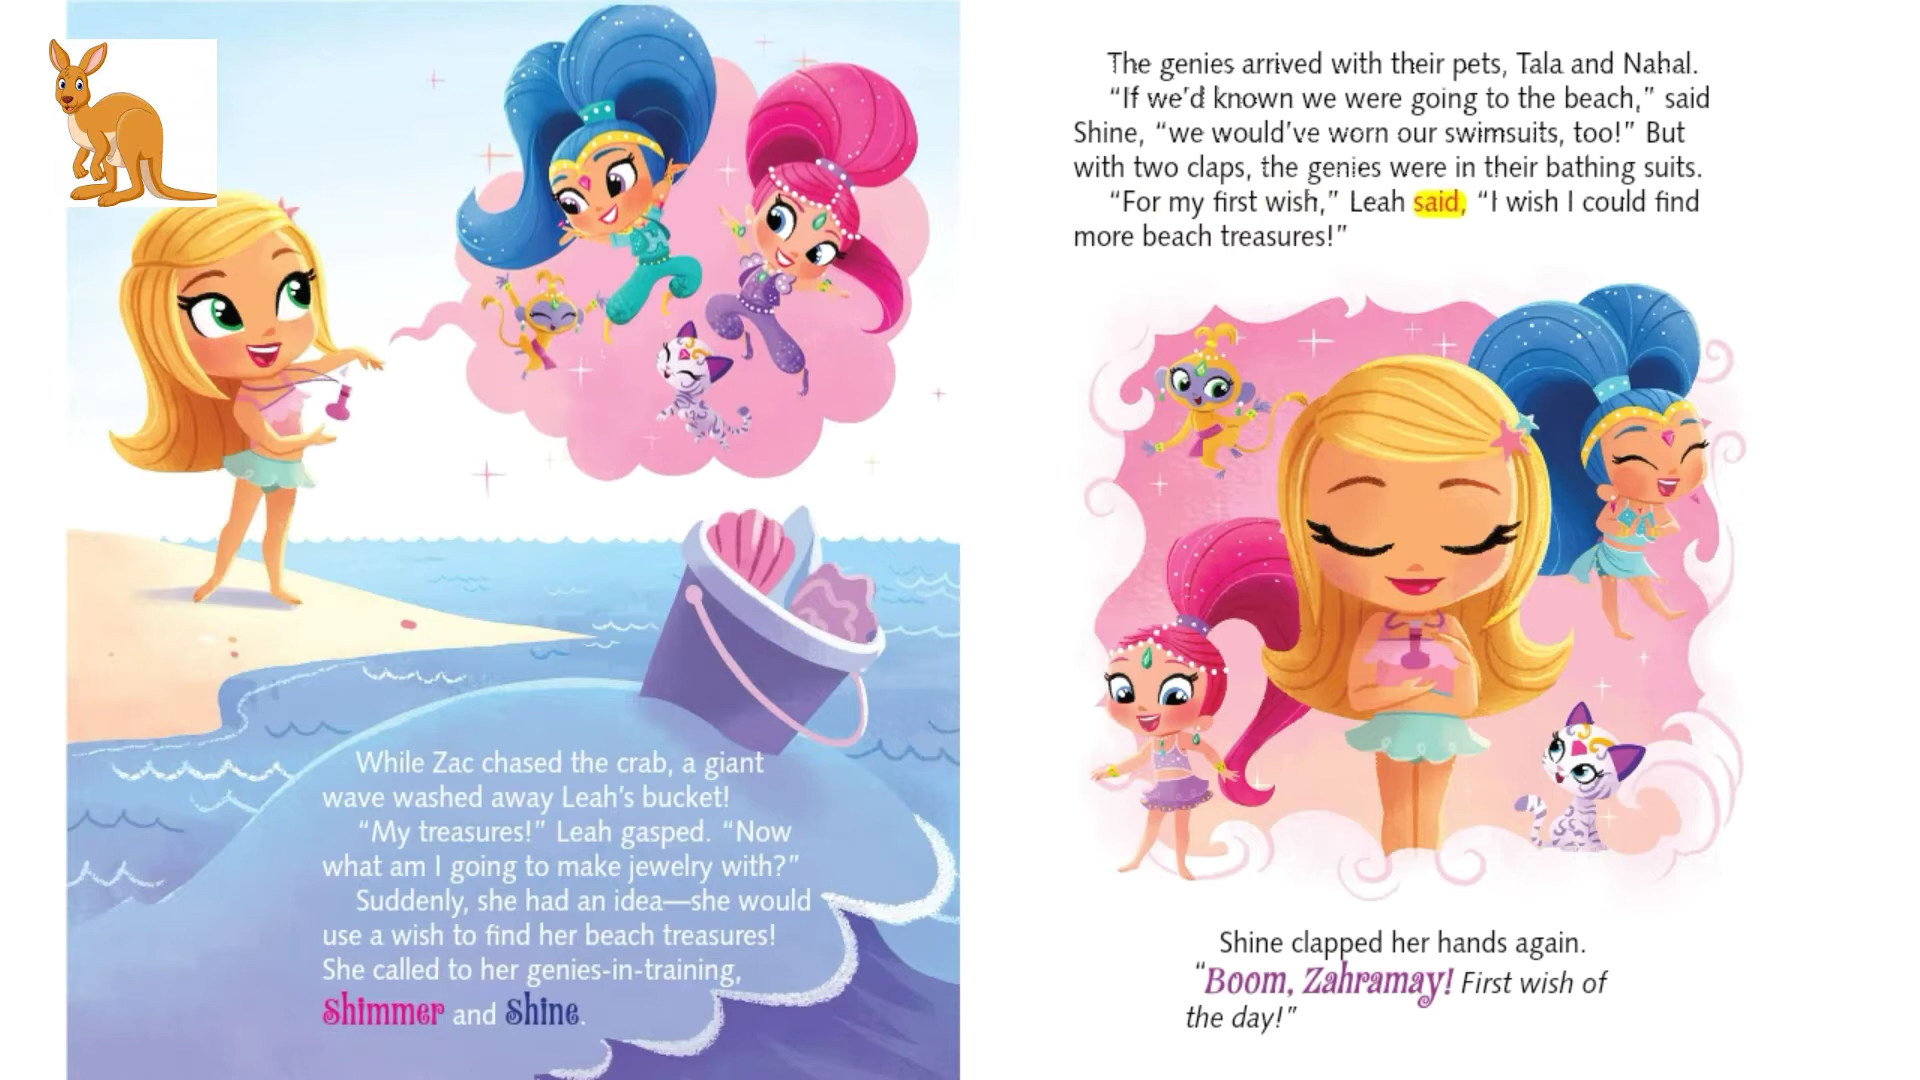 While Zac chased the crab, a giant
wave washed away Leah's bucket!
“My treasures!” Leah gasped. “Now
what am I going to make jewelry with?”
Suddenly, she had an idea—she would
use a wish to find her beach treasures!
She called to her genies-in-training,
Shimmer and Shine.
The genies arrived with their pets, Tala and Nahal.
“If we'd known we were going to the beach,” said
Shine, “we would've worn our swimsuits, too!” But
with two claps, the genies were in their bathing suits.
“For my first wish,” Leah said, “I wish I could find
more beach treasures!”
Shine clapped her hands again.
“Boom, Zahramay! First wish of
the day!”